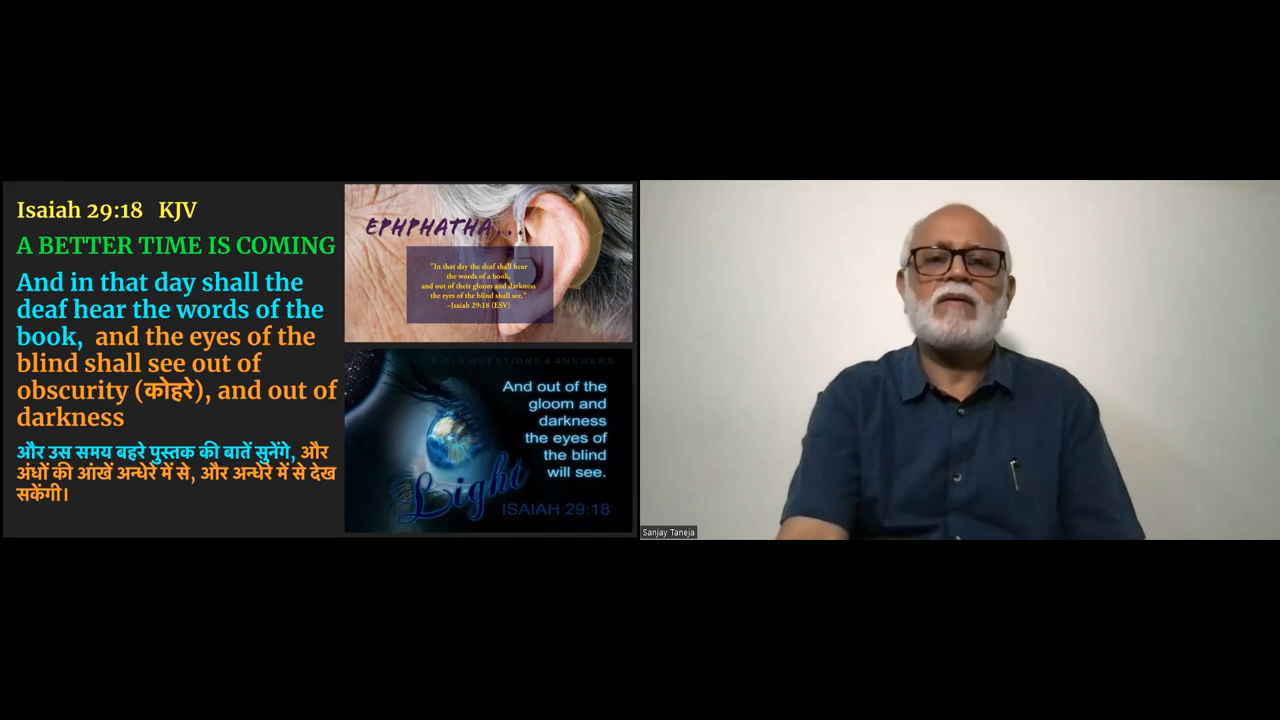 Isaiah 29:18 KJV
A BETTER TIME IS COMING
And in that day shall the
deaf hear the words of the
book, and the eyes of the
blind shall see out of
obscurity (कोहरे), and out of
darkness
और उस समय बहरे पुस्तक की बातें सुनेंगे, और
अंधों की आंखें अन्धेरे में से, और अन्धेरे में से देख
सकेंगी।
EPHPHATHA...
"In that day the deaf shall hear
the words of a book,
and out of their gloom and darkness
the eyes of the blind shall see."
–Isaiah 29:18 (ESV)
BIBLE QUESTIONS & ANSWERS
And out of the
gloom and
darkness
the eyes of
the blind
will see.
Light
ISAIAH 29:18
Sanjay Taneja